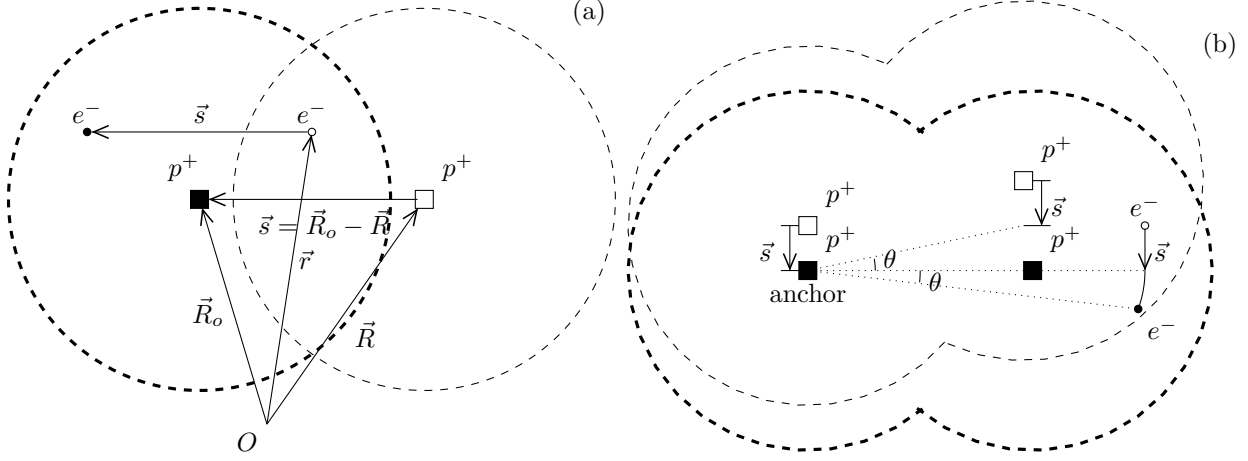 (a)
e⁻
s⃗
e⁻
p⁺
p⁺
s⃗ = R⃗ₒ − R⃗
r⃗
R⃗ₒ
R⃗
O
(b)
p⁺
p⁺
s⃗
e⁻
s⃗
p⁺
p⁺
s⃗
θ
θ
anchor
e⁻